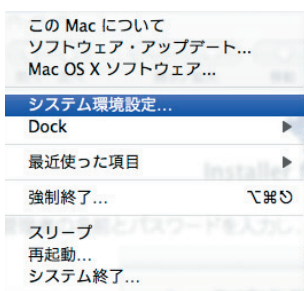 この Mac について
ソフトウェア・アップデート...
Mac OS X ソフトウェア...
システム環境設定...
Dock ▶
最近使った項目 ▶
強制終了... ⌥⌘⎋
スリープ
再起動...
システム終了...